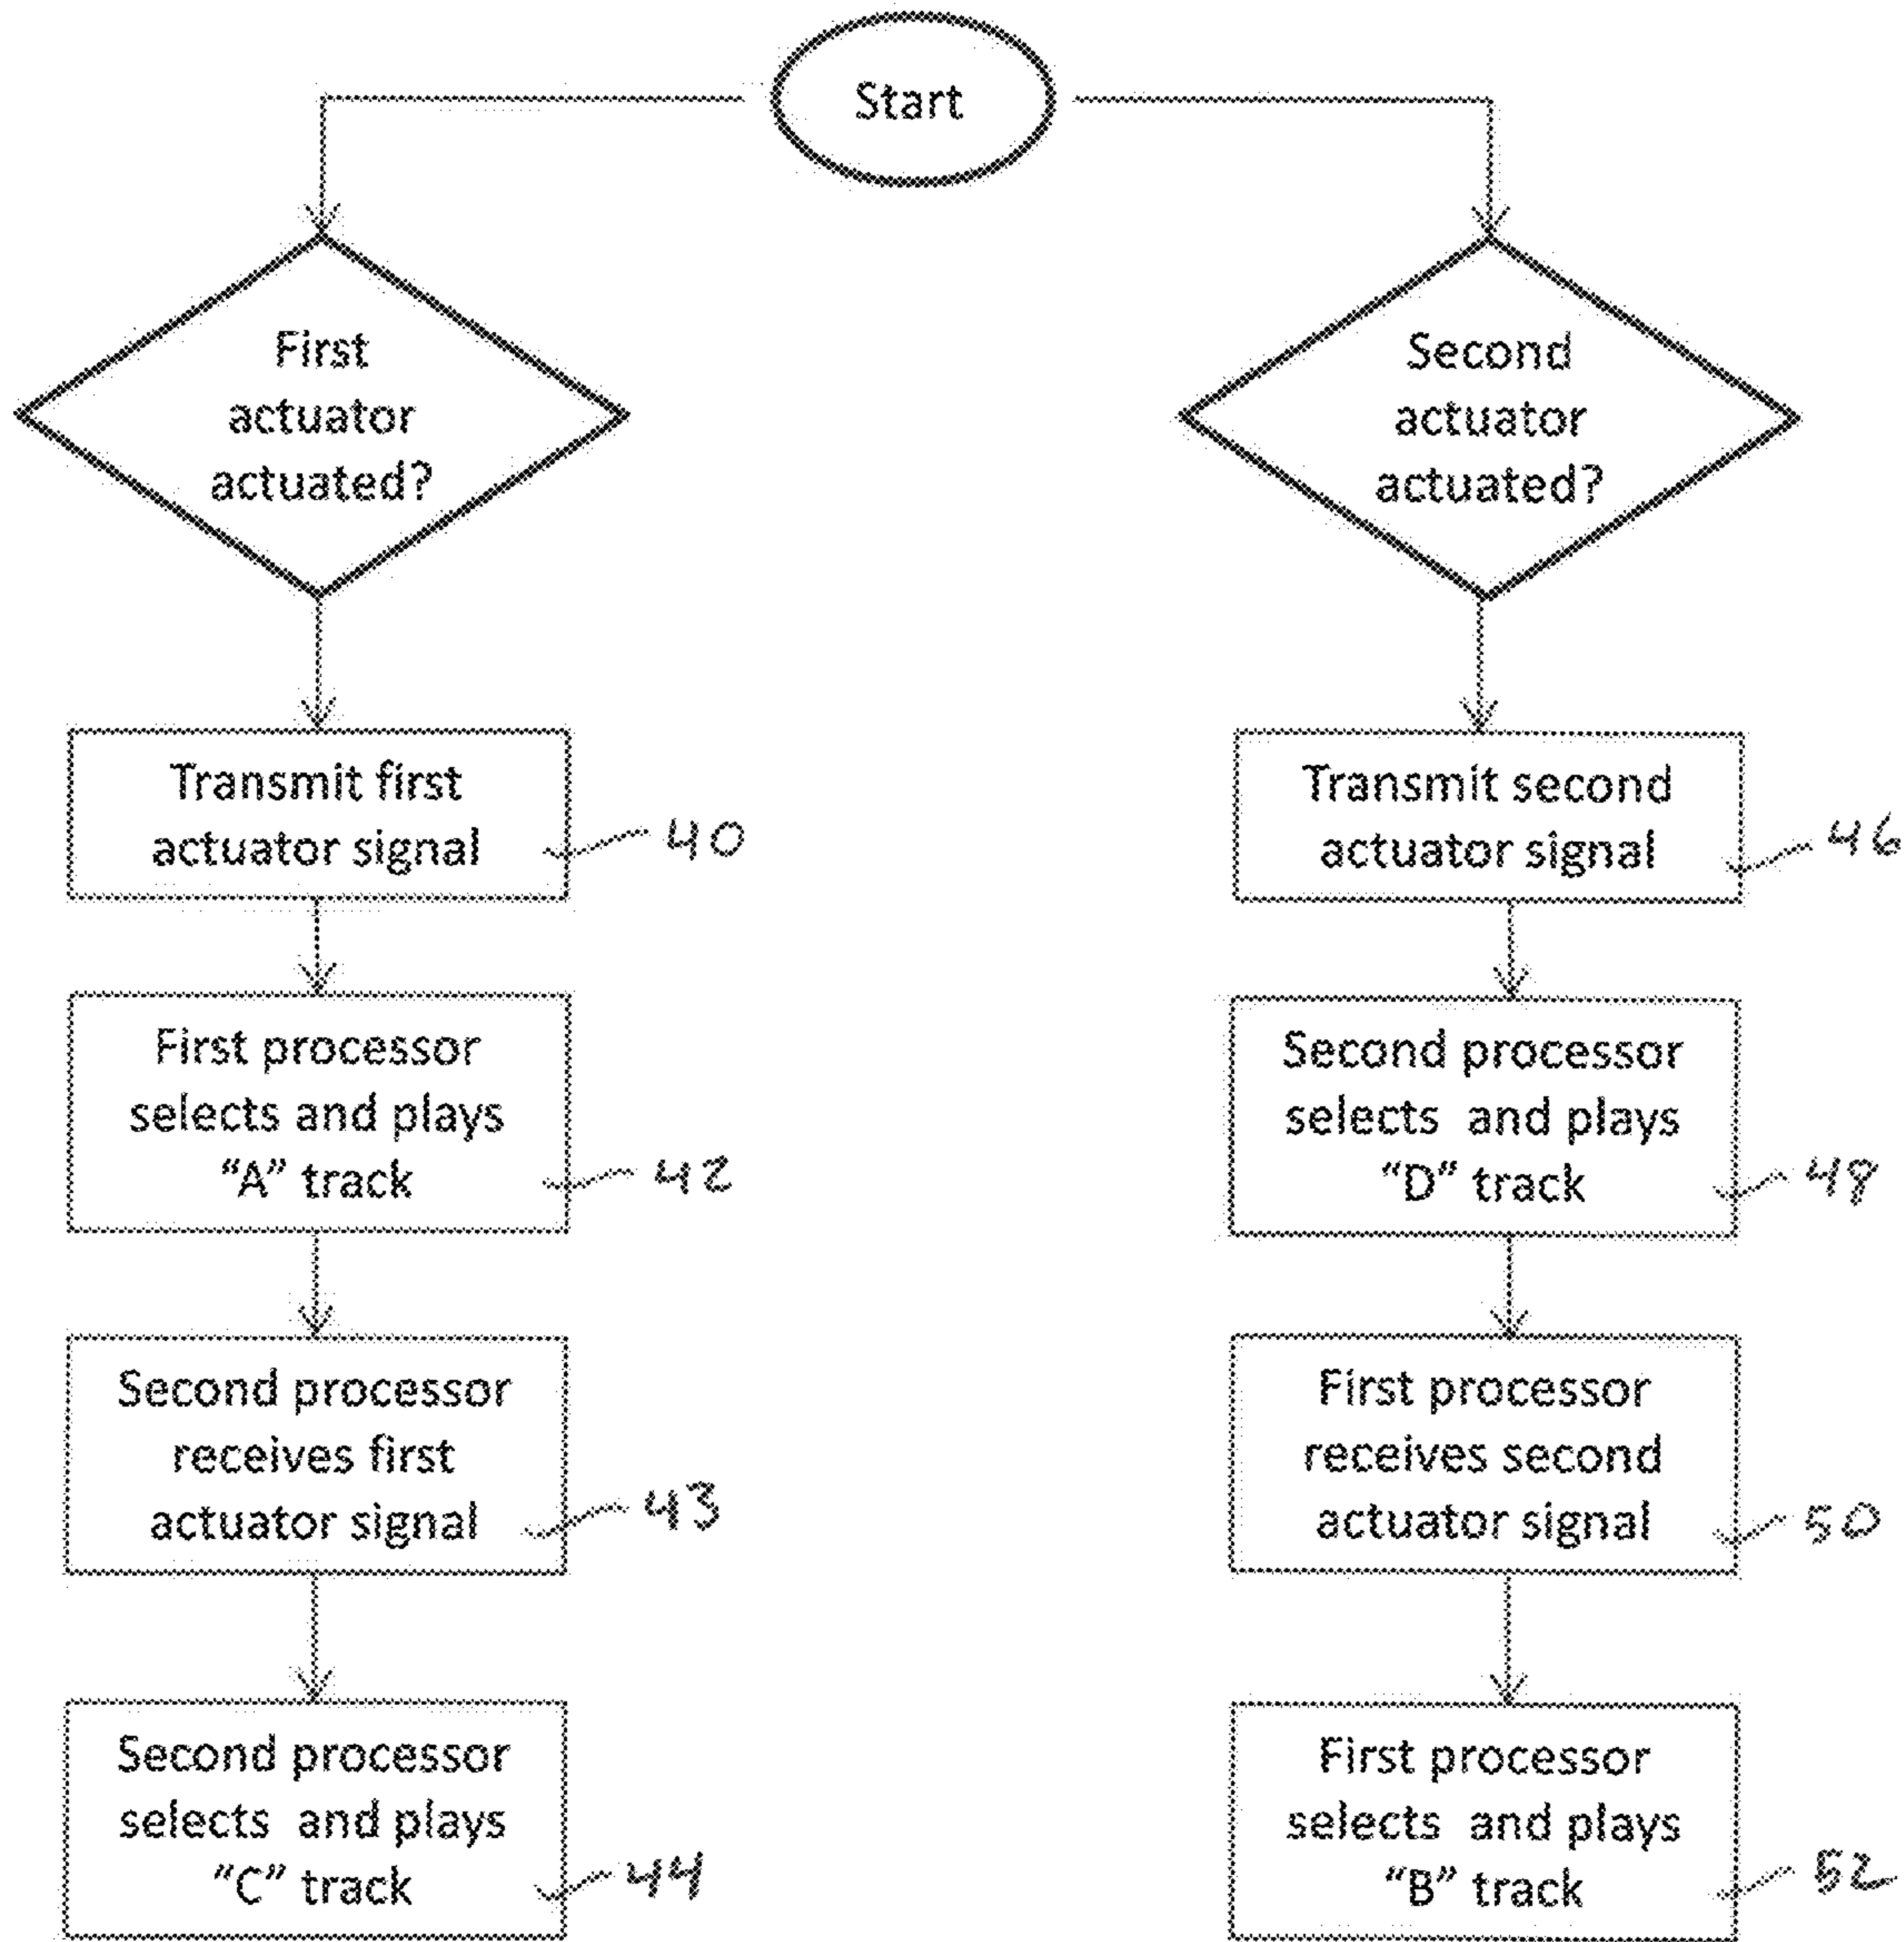 Start
First
actuator
actuated?
Transmit first
actuator signal
40
First processor
selects and plays
“A” track
42
Second processor
receives first
actuator signal
43
Second processor
selects and plays
“C” track
44
Second
actuator
actuated?
Transmit second
actuator signal
46
Second processor
selects and plays
“D” track
49
First processor
receives second
actuator signal
50
First processor
selects and plays
“B” track
52